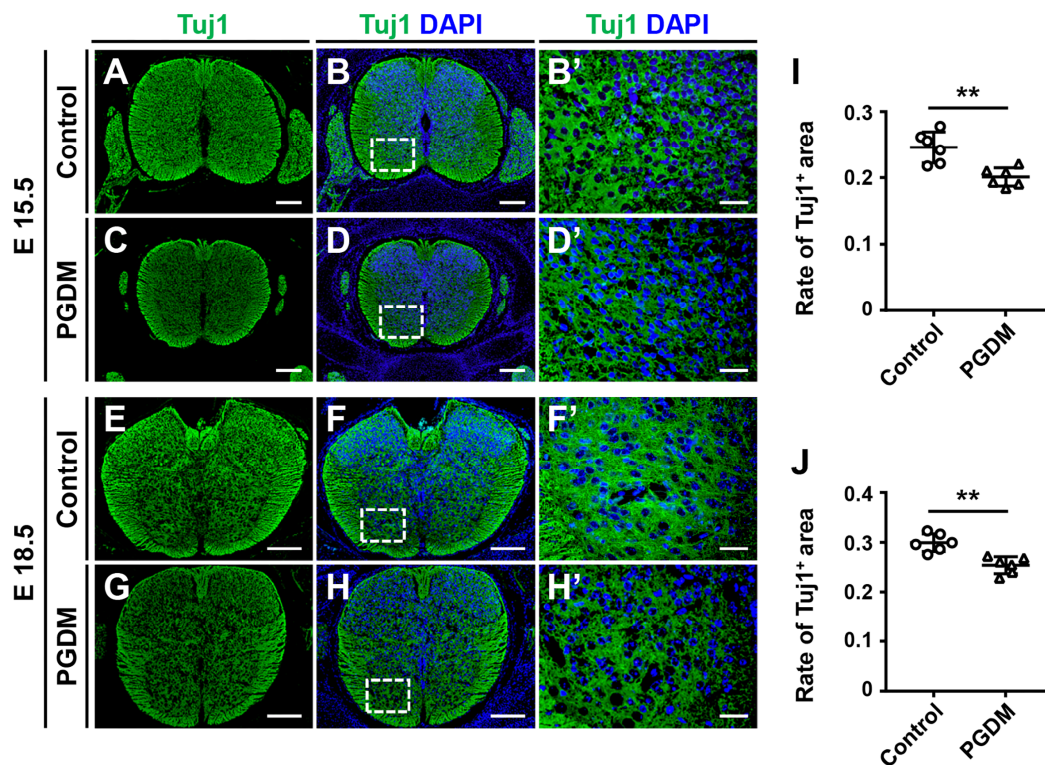 Tuj1
Tuj1 DAPI
Tuj1 DAPI
E 15.5
Control
A
B
B’
PGDM
C
D
D’
E 18.5
Control
E
F
F’
PGDM
G
H
H’
I
**
Rate of Tuj1⁺ area
0.3
0.2
0.1
0
Control
PGDM
J
**
Rate of Tuj1⁺ area
0.4
0.3
0.2
0.1
0
Control
PGDM